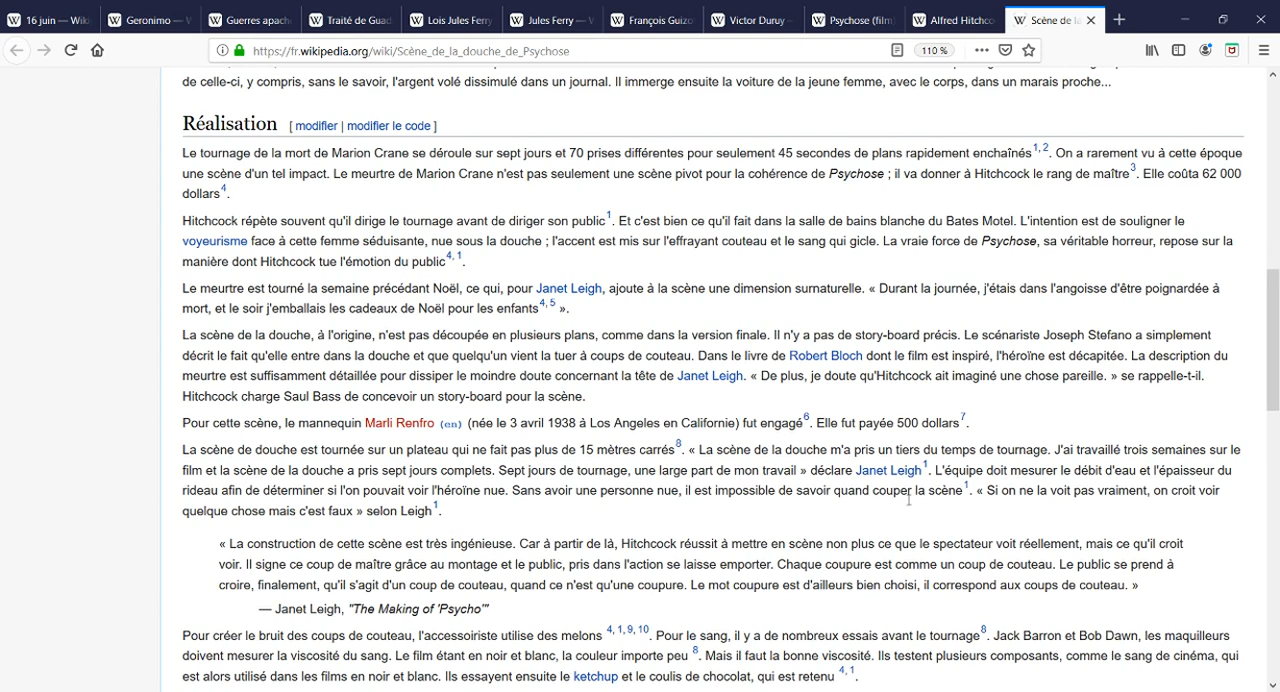 16 juin — Wiki
Geronimo — W
Guerres apach
Traité de Guad
Lois Jules Ferry
Jules Ferry — W
François Guizo
Victor Duruy —
Psychose (film
Alfred Hitchco
Scène de la
https://fr.wikipedia.org/wiki/Scène_de_la_douche_de_Psychose
110 %
de celle-ci, y compris, sans le savoir, l'argent volé dissimulé dans un journal. Il immerge ensuite la voiture de la jeune femme, avec le corps, dans un marais proche...
Réalisation [ modifier | modifier le code ]
Le tournage de la mort de Marion Crane se déroule sur sept jours et 70 prises différentes pour seulement 45 secondes de plans rapidement enchaînés1, 2. On a rarement vu à cette époque
une scène d'un tel impact. Le meurtre de Marion Crane n'est pas seulement une scène pivot pour la cohérence de Psychose ; il va donner à Hitchcock le rang de maître3. Elle coûta 62 000
dollars4.
Hitchcock répète souvent qu'il dirige le tournage avant de diriger son public1. Et c'est bien ce qu'il fait dans la salle de bains blanche du Bates Motel. L'intention est de souligner le
voyeurisme face à cette femme séduisante, nue sous la douche ; l'accent est mis sur l'effrayant couteau et le sang qui gicle. La vraie force de Psychose, sa véritable horreur, repose sur la
manière dont Hitchcock tue l'émotion du public4, 1.
Le meurtre est tourné la semaine précédant Noël, ce qui, pour Janet Leigh, ajoute à la scène une dimension surnaturelle. « Durant la journée, j'étais dans l'angoisse d'être poignardée à
mort, et le soir j'emballais les cadeaux de Noël pour les enfants4, 5 ».
La scène de la douche, à l'origine, n'est pas découpée en plusieurs plans, comme dans la version finale. Il n'y a pas de story-board précis. Le scénariste Joseph Stefano a simplement
décrit le fait qu'elle entre dans la douche et que quelqu'un vient la tuer à coups de couteau. Dans le livre de Robert Bloch dont le film est inspiré, l'héroïne est décapitée. La description du
meurtre est suffisamment détaillée pour dissiper le moindre doute concernant la tête de Janet Leigh. « De plus, je doute qu'Hitchcock ait imaginé une chose pareille. » se rappelle-t-il.
Hitchcock charge Saul Bass de concevoir un story-board pour la scène.
Pour cette scène, le mannequin Marli Renfro (en) (née le 3 avril 1938 à Los Angeles en Californie) fut engagé6. Elle fut payée 500 dollars7.
La scène de douche est tournée sur un plateau qui ne fait pas plus de 15 mètres carrés8. « La scène de la douche m'a pris un tiers du temps de tournage. J'ai travaillé trois semaines sur le
film et la scène de la douche a pris sept jours complets. Sept jours de tournage, une large part de mon travail » déclare Janet Leigh1. L'équipe doit mesurer le débit d'eau et l'épaisseur du
rideau afin de déterminer si l'on pouvait voir l'héroïne nue. Sans avoir une personne nue, il est impossible de savoir quand couper la scène1. « Si on ne la voit pas vraiment, on croit voir
quelque chose mais c'est faux » selon Leigh1.
« La construction de cette scène est très ingénieuse. Car à partir de là, Hitchcock réussit à mettre en scène non plus ce que le spectateur voit réellement, mais ce qu'il croit
voir. Il signe ce coup de maître grâce au montage et le public, pris dans l'action se laisse emporter. Chaque coupure est comme un coup de couteau. Le public se prend à
croire, finalement, qu'il s'agit d'un coup de couteau, quand ce n'est qu'une coupure. Le mot coupure est d'ailleurs bien choisi, il correspond aux coups de couteau. »
— Janet Leigh, "The Making of 'Psycho'"
Pour créer le bruit des coups de couteau, l'accessoiriste utilise des melons 4, 1, 9, 10. Pour le sang, il y a de nombreux essais avant le tournage8. Jack Barron et Bob Dawn, les maquilleurs
doivent mesurer la viscosité du sang. Le film étant en noir et blanc, la couleur importe peu 8. Mais il faut la bonne viscosité. Ils testent plusieurs composants, comme le sang de cinéma, qui
est alors utilisé dans les films en noir et blanc. Ils essayent ensuite le ketchup et le coulis de chocolat, qui est retenu 4, 1.